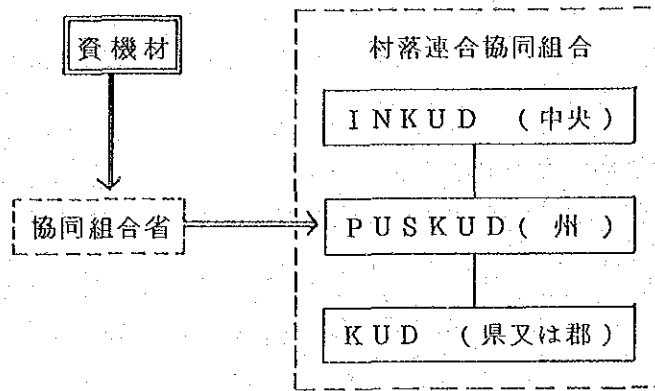 資機材
協同組合省
村落連合協同組合
INKUD (中央)
PUSKUD(州)
KUD (県又は郡)